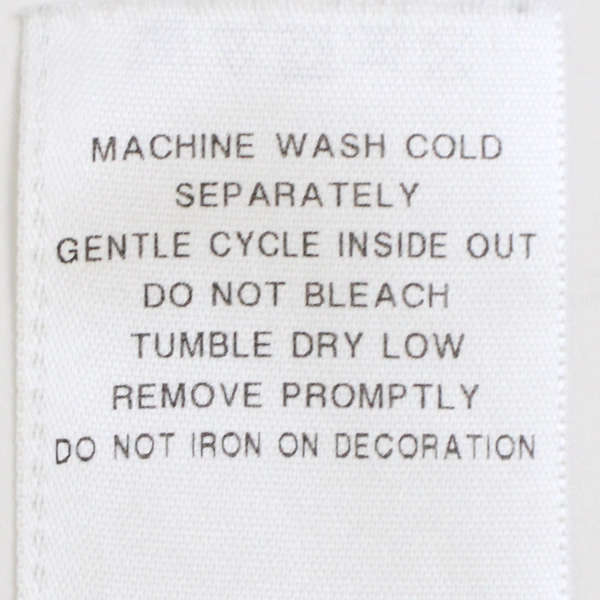 MACHINE WASH COLD
SEPARATELY
GENTLE CYCLE INSIDE OUT
DO NOT BLEACH
TUMBLE DRY LOW
REMOVE PROMPTLY
DO NOT IRON ON DECORATION